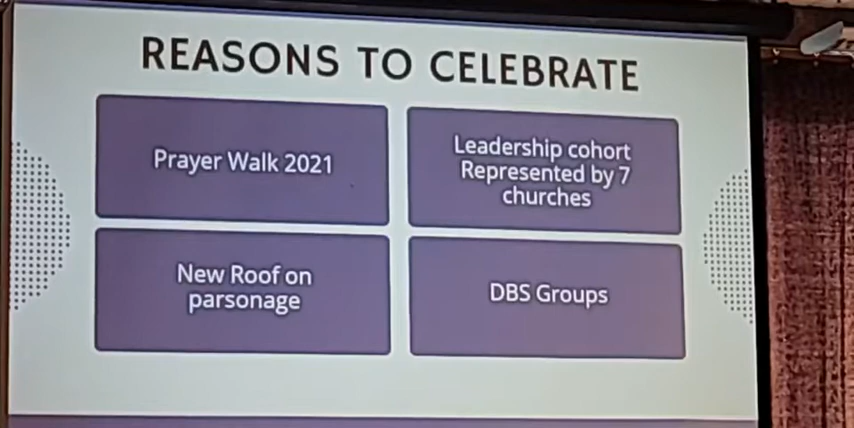 REASONS TO CELEBRATE
Prayer Walk 2021
Leadership cohort
Represented by 7
churches
New Roof on
parsonage
DBS Groups